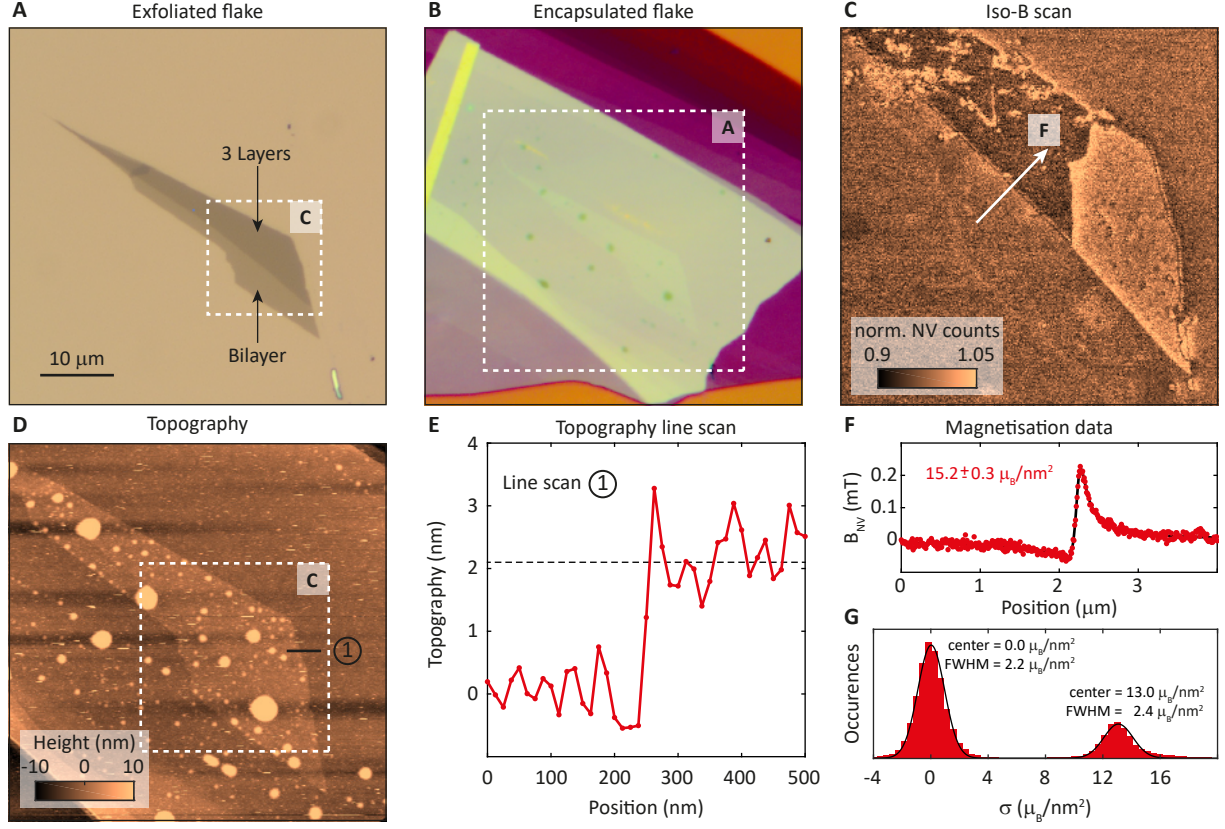 A
Exfoliated flake
3 Layers
C
Bilayer
10 μm
B
Encapsulated flake
A
C
Iso-B scan
F
norm. NV counts
0.9 1.05
D
Topography
C
1
Height (nm)
-10 0 10
E
Topography line scan
Line scan 1
Topography (nm)
4
3
2
1
0
0 100 200 300 400 500
Position (nm)
F
Magnetisation data
15.2±0.3 μB/nm²
B_NV (mT)
0.2
0.1
0
0 1 2 3
Position (μm)
G
center = 0.0 μB/nm²
FWHM = 2.2 μB/nm²
center = 13.0 μB/nm²
FWHM = 2.4 μB/nm²
Occurences
-4 0 4 8 12 16
σ (μB/nm²)